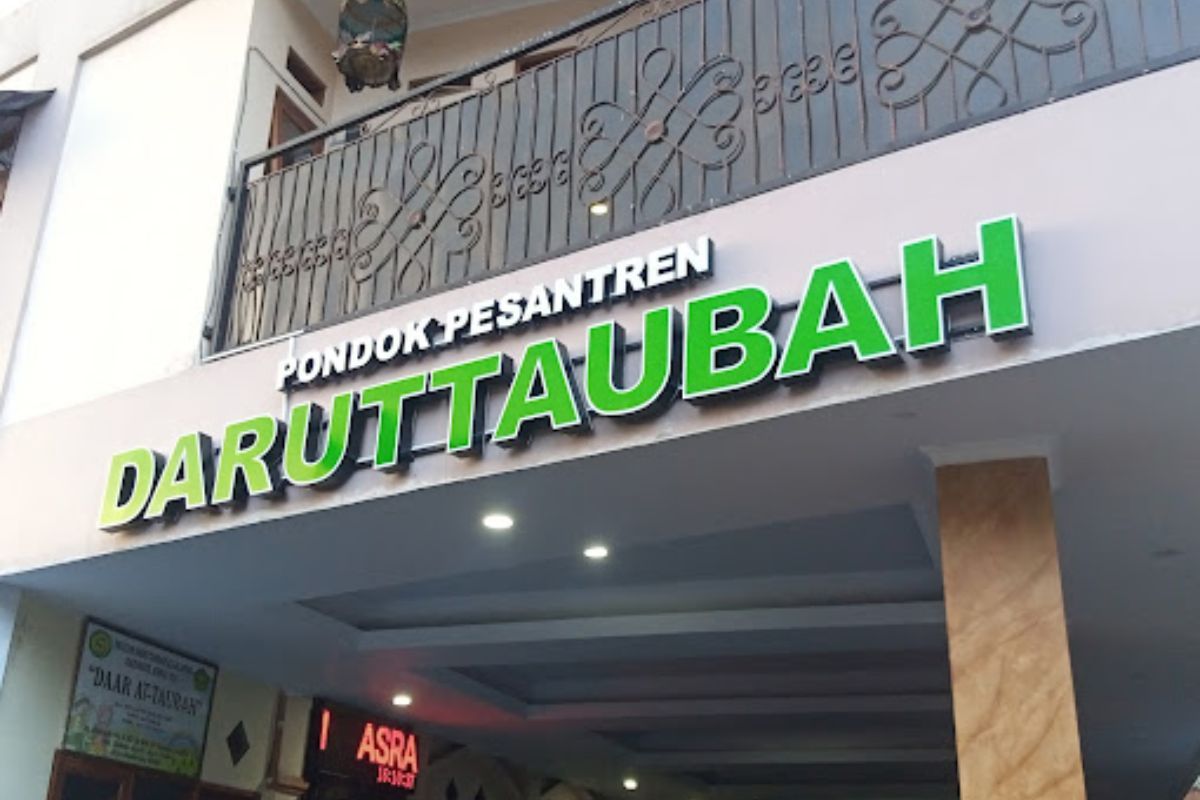 PONDOK PESANTREN
DARUTTAUBAH
"DAAR AT-TAUBAH"
ASRA